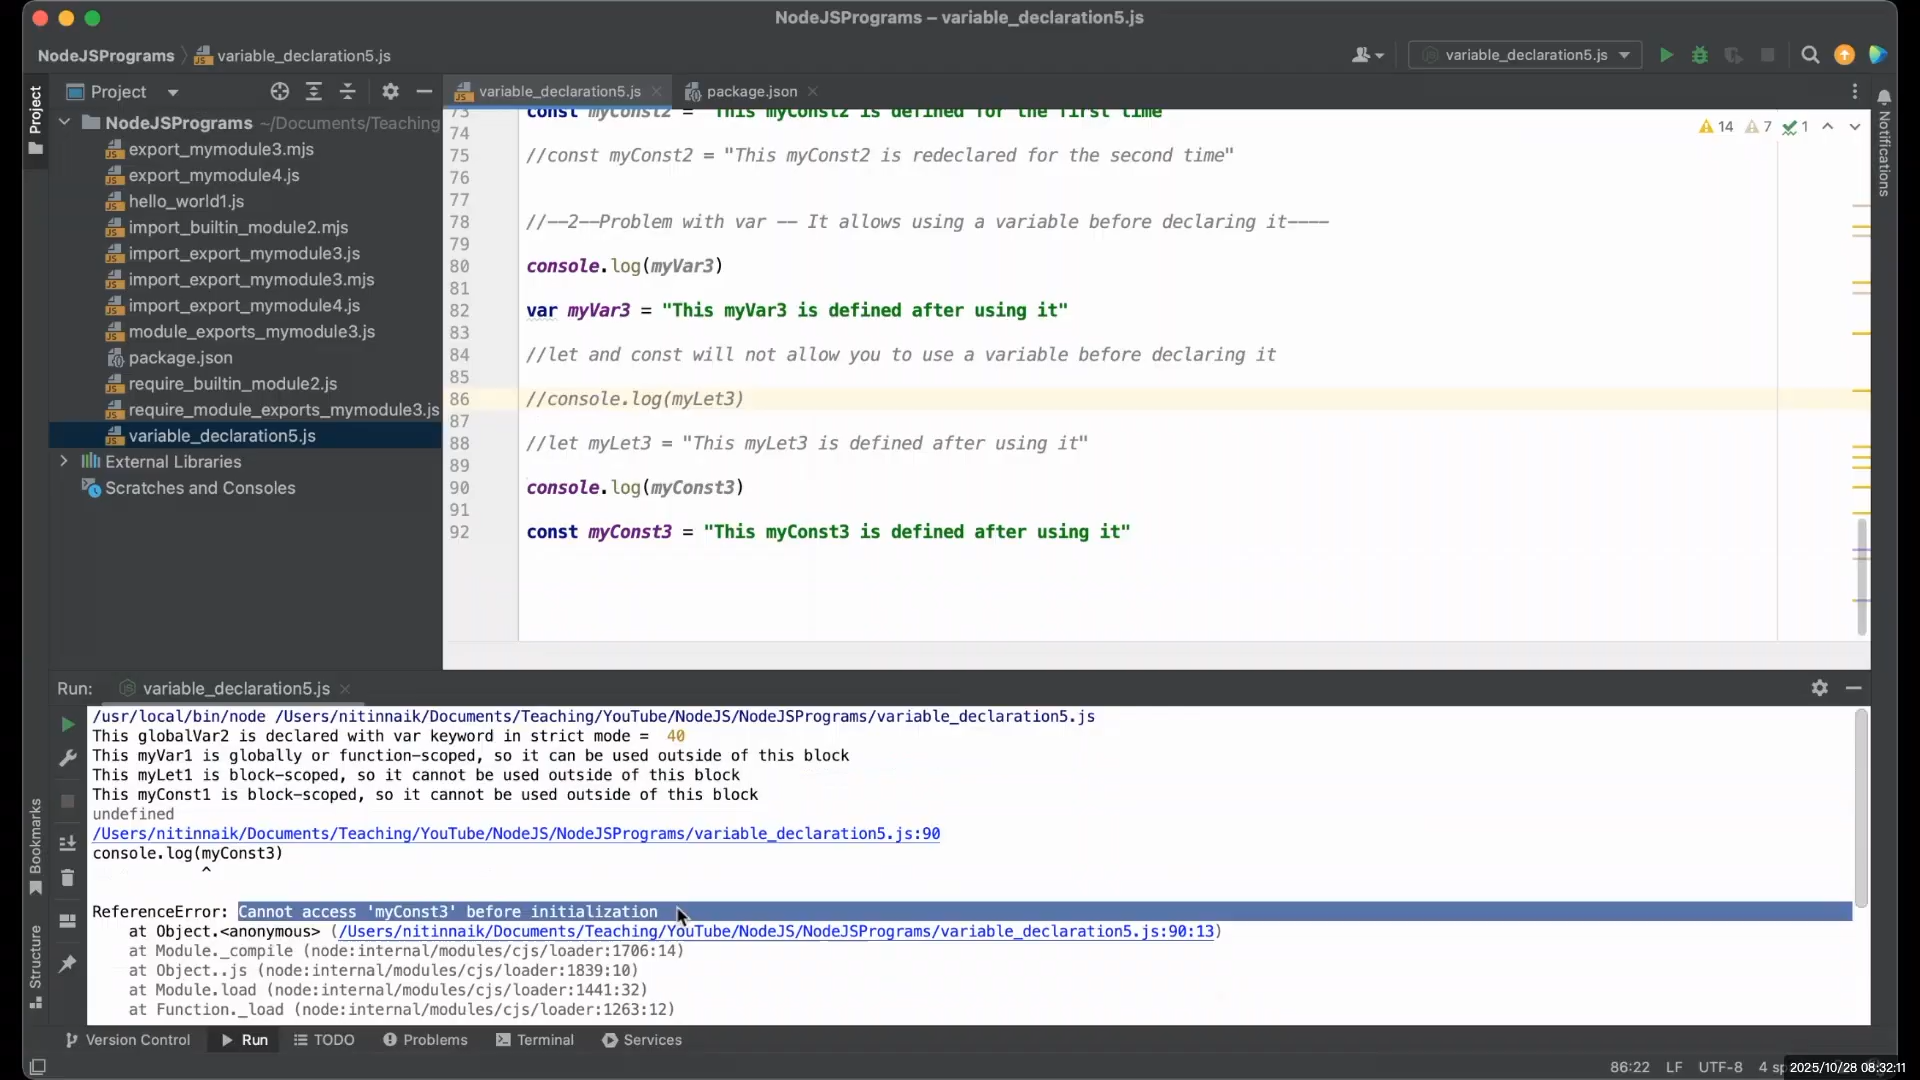 NodeJSPrograms – variable_declaration5.js
NodeJSPrograms
variable_declaration5.js
variable_declaration5.js
Project
variable_declaration5.js
package.json
Project
NodeJSPrograms ~/Documents/Teaching
export_mymodule3.mjs
export_mymodule4.js
hello_world1.js
import_builtin_module2.mjs
import_export_mymodule3.js
import_export_mymodule3.mjs
import_export_mymodule4.js
module_exports_mymodule3.js
package.json
require_builtin_module2.js
require_module_exports_mymodule3.js
variable_declaration5.js
External Libraries
Scratches and Consoles
14 7 1
Notifications
73 const myConst2 = "This myConst2 is defined for the first time"
74
75 //const myConst2 = "This myConst2 is redeclared for the second time"
76
77
78 //--2--Problem with var -- It allows using a variable before declaring it----
79
80 console.log(myVar3)
81
82 var myVar3 = "This myVar3 is defined after using it"
83
84 //let and const will not allow you to use a variable before declaring it
85
86 //console.log(myLet3)
87
88 //let myLet3 = "This myLet3 is defined after using it"
89
90 console.log(myConst3)
91
92 const myConst3 = "This myConst3 is defined after using it"
Run:
variable_declaration5.js
/usr/local/bin/node /Users/nitinnaik/Documents/Teaching/YouTube/NodeJS/NodeJSPrograms/variable_declaration5.js
This globalVar2 is declared with var keyword in strict mode =  40
This myVar1 is globally or function-scoped, so it can be used outside of this block
This myLet1 is block-scoped, so it cannot be used outside of this block
This myConst1 is block-scoped, so it cannot be used outside of this block
undefined
/Users/nitinnaik/Documents/Teaching/YouTube/NodeJS/NodeJSPrograms/variable_declaration5.js:90
console.log(myConst3)
^
ReferenceError: Cannot access 'myConst3' before initialization
at Object.<anonymous> (/Users/nitinnaik/Documents/Teaching/YouTube/NodeJS/NodeJSPrograms/variable_declaration5.js:90:13)
at Module._compile (node:internal/modules/cjs/loader:1706:14)
at Object..js (node:internal/modules/cjs/loader:1839:10)
at Module.load (node:internal/modules/cjs/loader:1441:32)
at Function._load (node:internal/modules/cjs/loader:1263:12)
Bookmarks
Structure
Version Control
Run
TODO
Problems
Terminal
Services
86:22 LF UTF-8 4 sp
2025/10/28 08:32:11